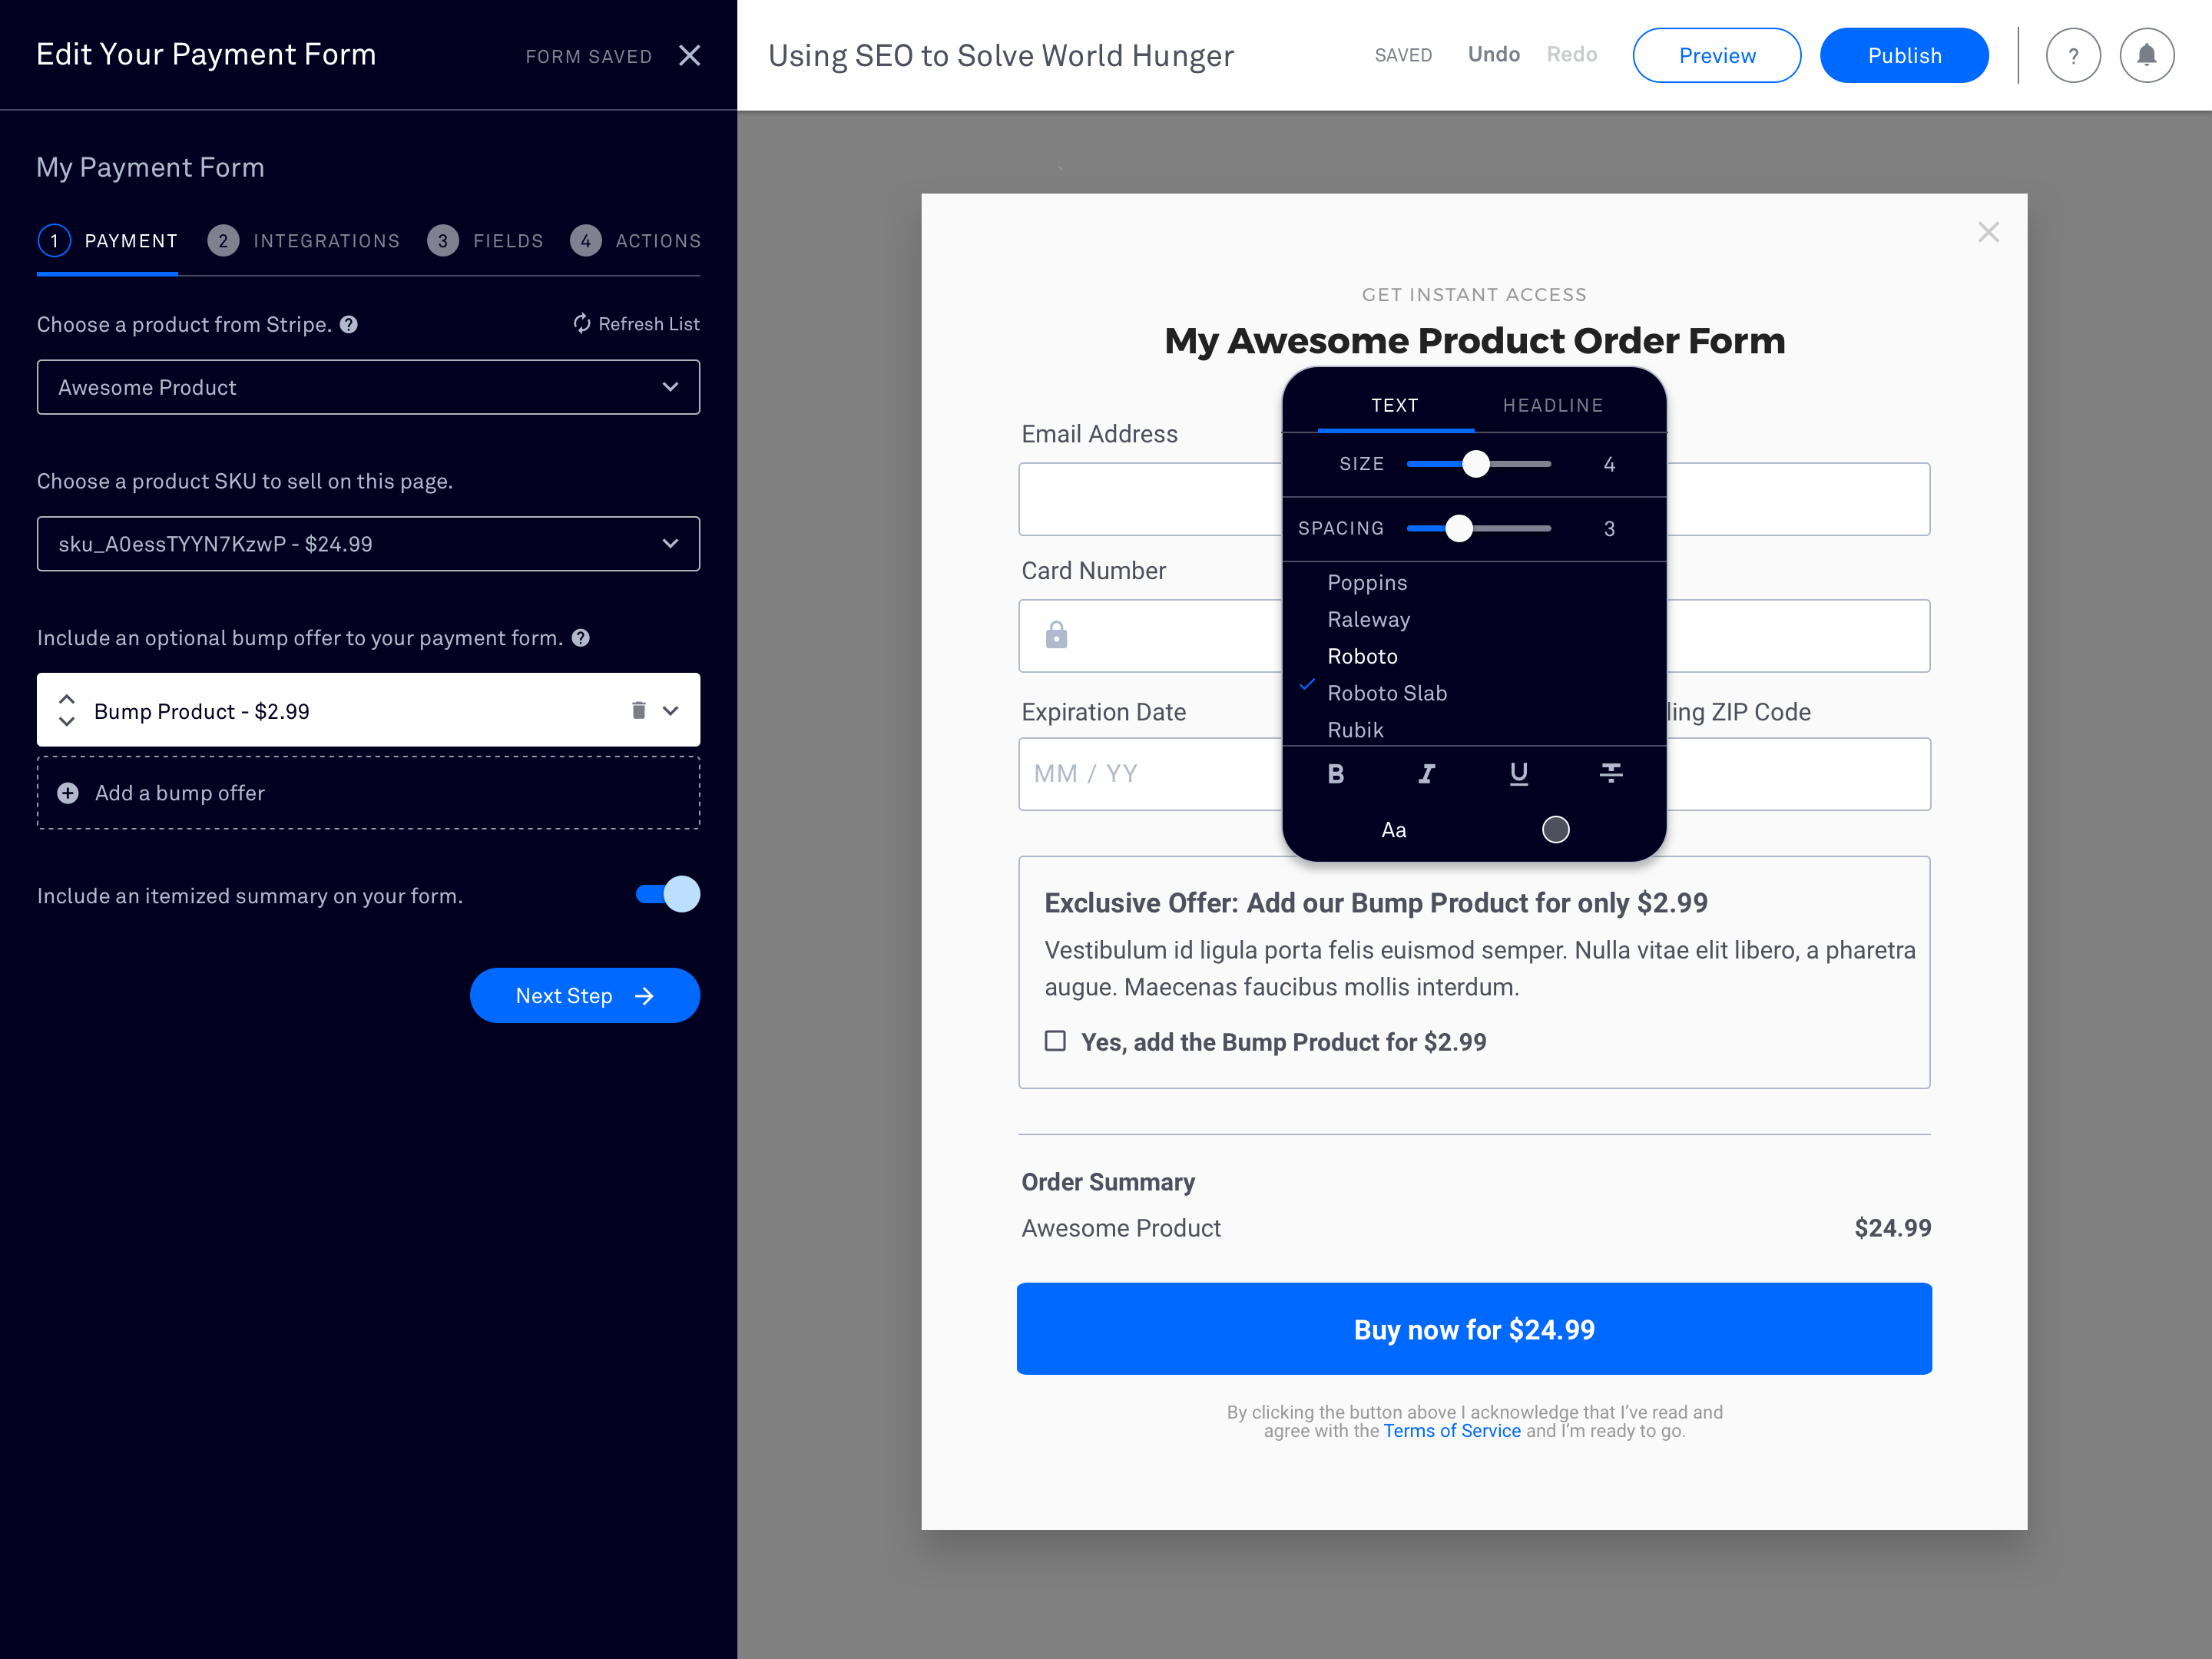 Edit Your Payment Form
FORM SAVED
My Payment Form
1 PAYMENT
2 INTEGRATIONS
3 FIELDS
4 ACTIONS
Choose a product from Stripe. ?
Refresh List
Awesome Product
Choose a product SKU to sell on this page.
sku_A0essTYYN7KzwP - $24.99
Include an optional bump offer to your payment form. ?
Bump Product - $2.99
Add a bump offer
Include an itemized summary on your form.
Next Step
Using SEO to Solve World Hunger
SAVED
Undo
Redo
Preview
Publish
?
GET INSTANT ACCESS
My Awesome Product Order Form
TEXT
HEADLINE
SIZE
4
SPACING
3
Poppins
Raleway
Roboto
Roboto Slab
Rubik
B I U
Aa
Email Address
Card Number
Expiration Date
ling ZIP Code
MM / YY
Exclusive Offer: Add our Bump Product for only $2.99
Vestibulum id ligula porta felis euismod semper. Nulla vitae elit libero, a pharetra
augue. Maecenas faucibus mollis interdum.
Yes, add the Bump Product for $2.99
Order Summary
Awesome Product
$24.99
Buy now for $24.99
By clicking the button above I acknowledge that I've read and
agree with the Terms of Service and I'm ready to go.